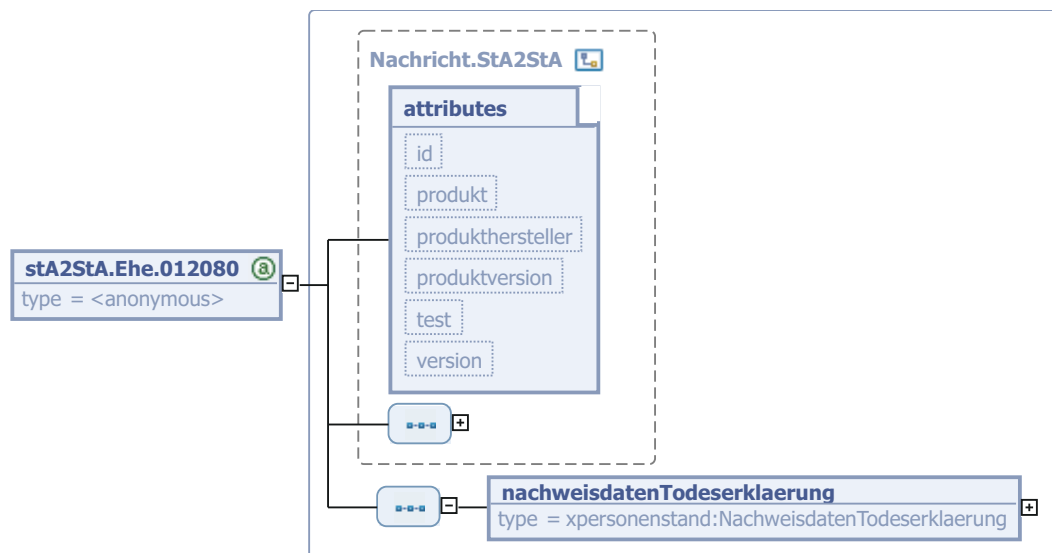 Nachricht.StA2StA
attributes
id
produkt
produkthersteller
produktversion
test
version
stA2StA.Ehe.012080 a
type = <anonymous>
nachweisdatenTodeserklaerung
type = xpersonenstand:NachweisdatenTodeserklaerung